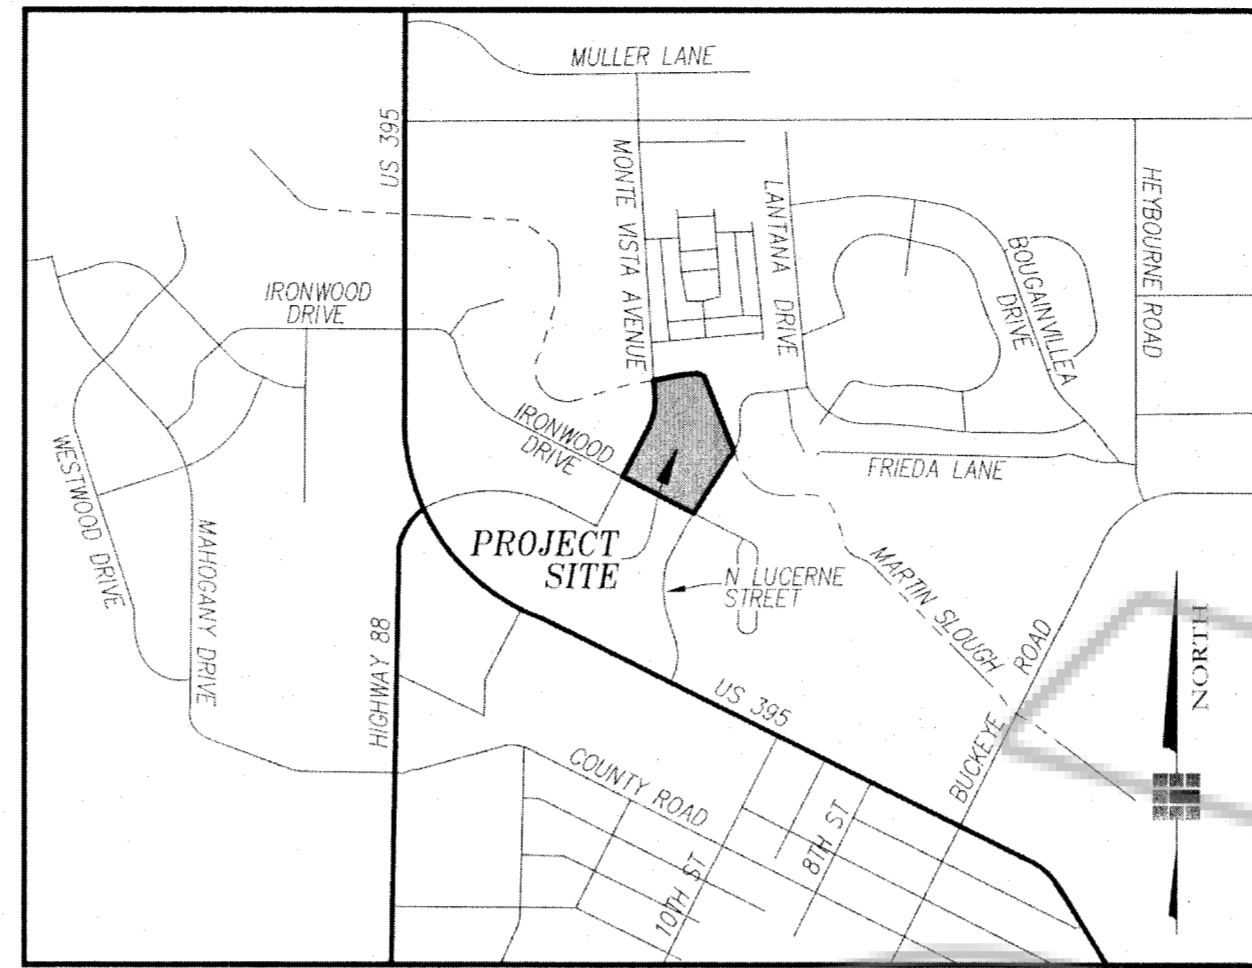 MULLER LANE
US 395
MONTE VISTA AVENUE
LANTANA DRIVE
HEYBOURNE ROAD
BOUGAINVILLEA
DRIVE
IRONWOOD
DRIVE
IRONWOOD
DRIVE
WESTWOOD DRIVE
MAHOGANY DRIVE
FRIEDA LANE
PROJECT
SITE
N LUCERNE
STREET
MARTIN SLOUGH
HIGHWAY 88
US 395
BUCKEYE ROAD
NORTH
COUNTY ROAD
10TH ST
8TH ST